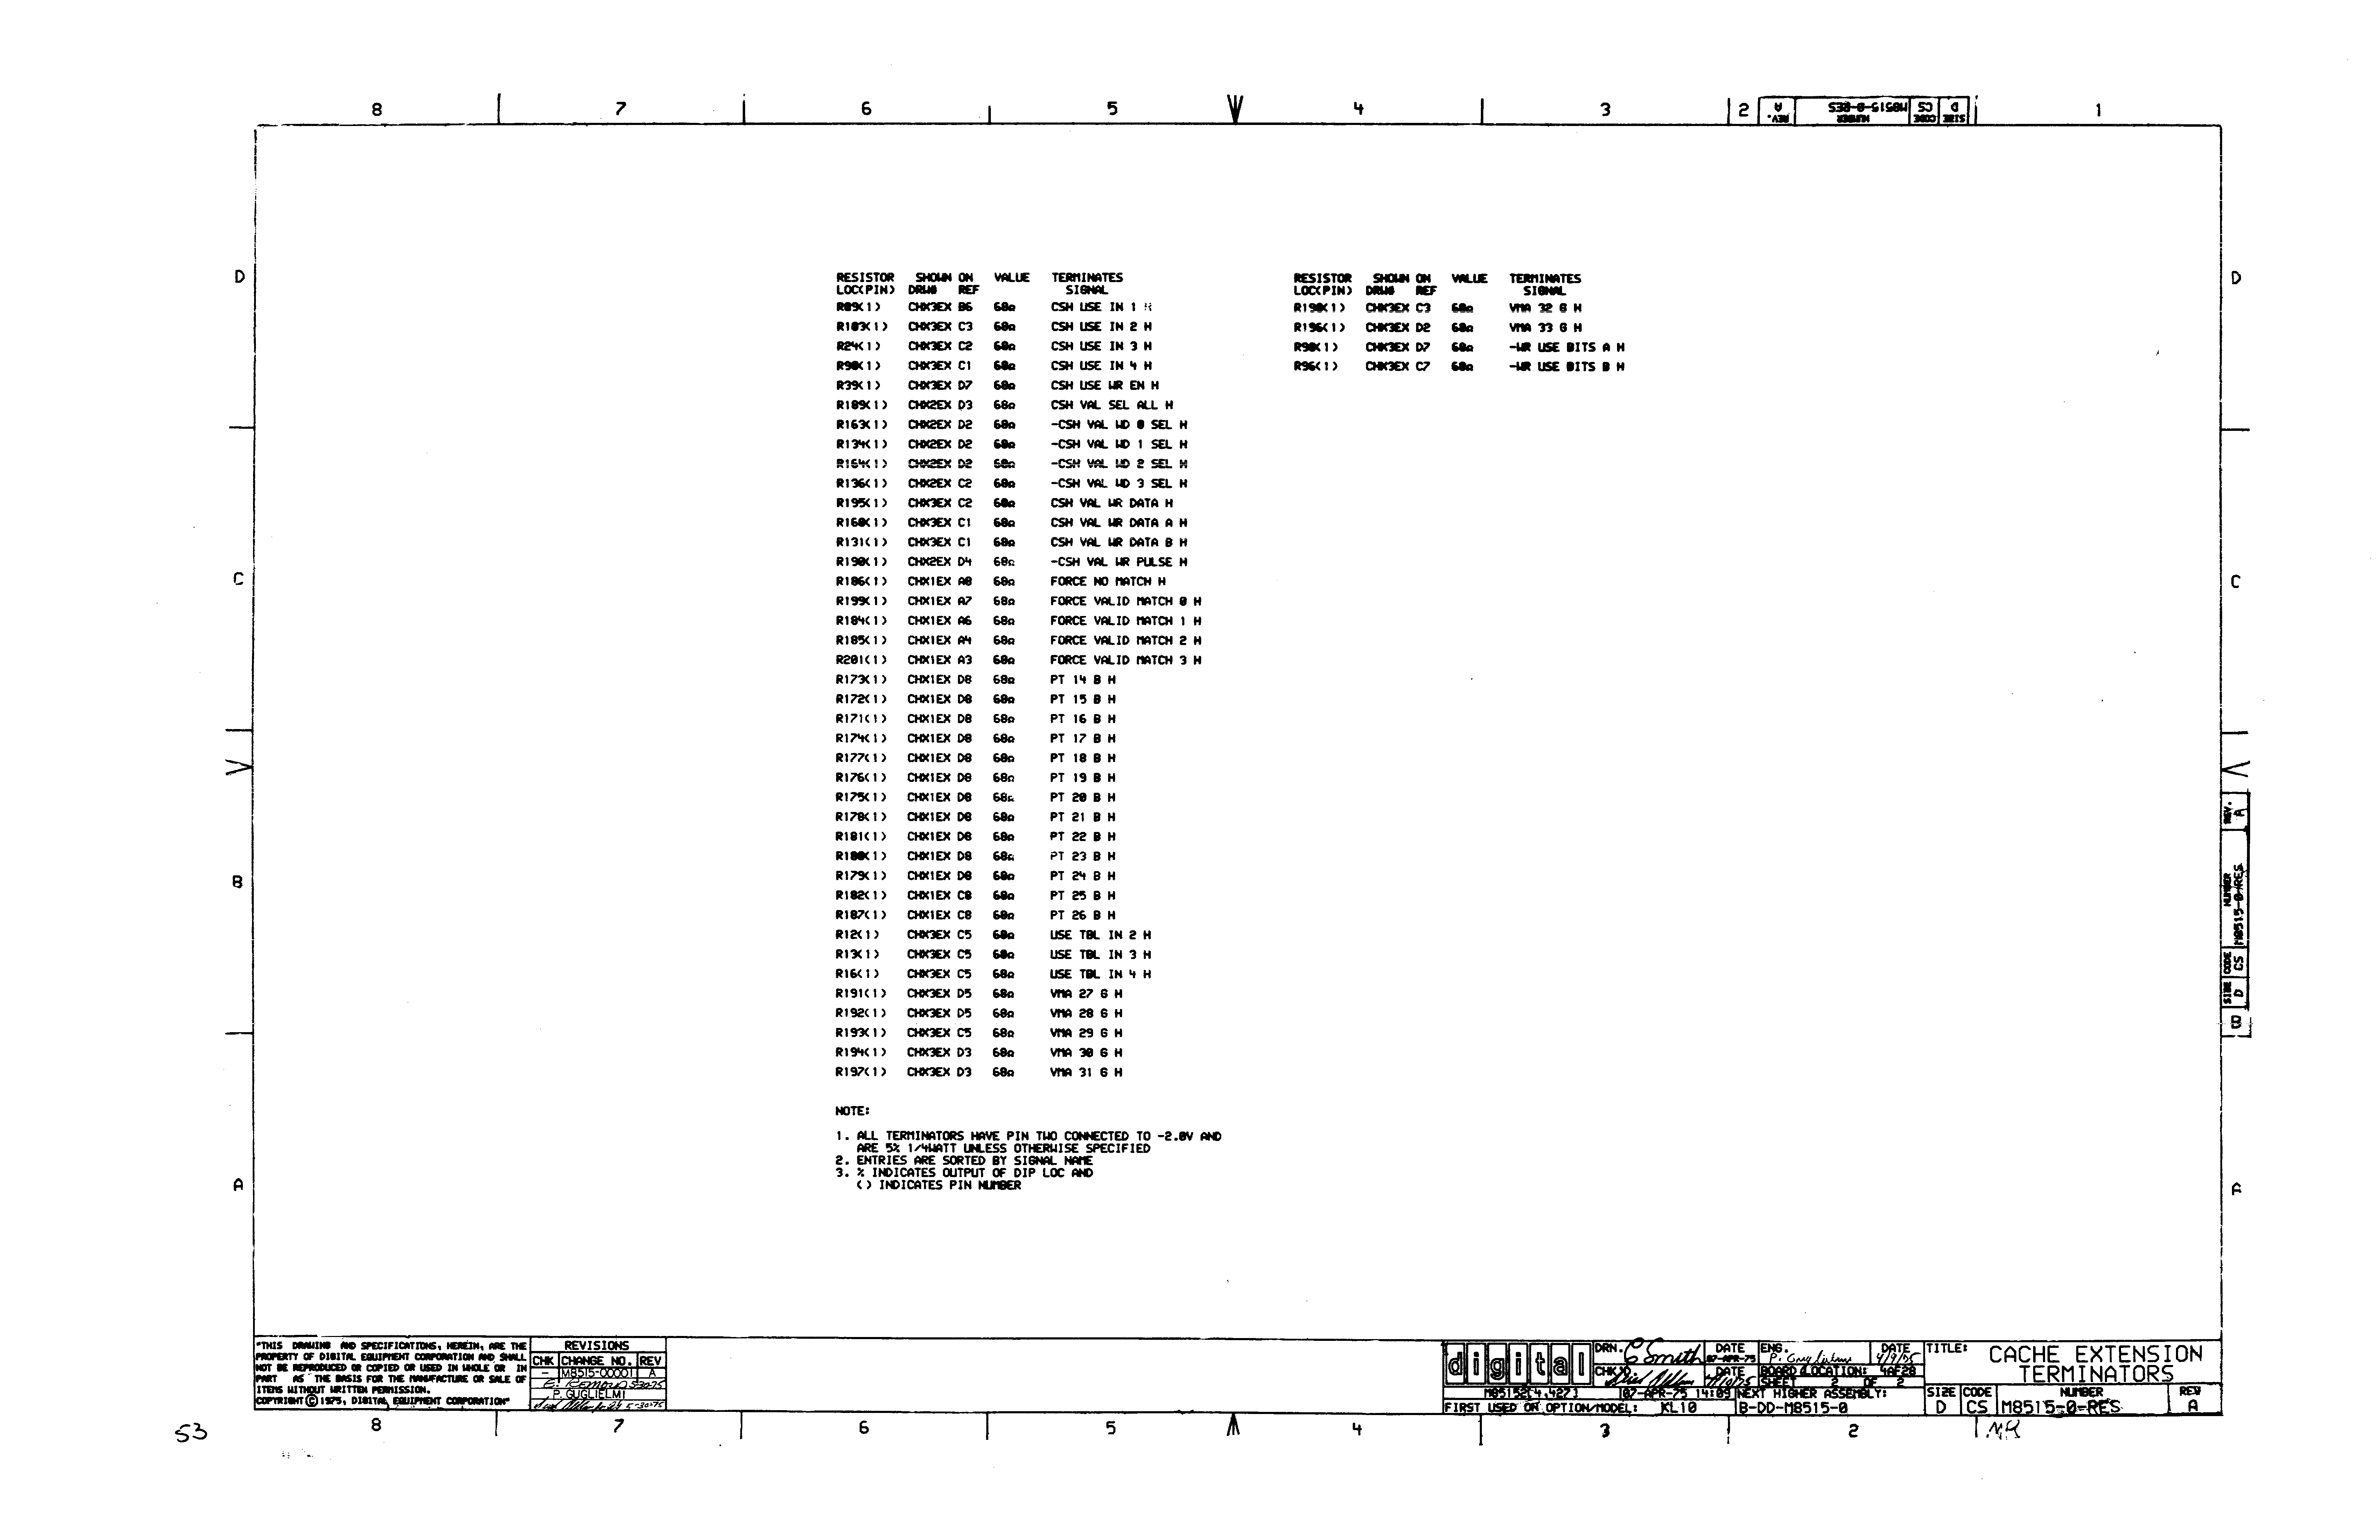 8 7 6 5 4 3 2 1
REV. A NUMBER M8515-0-RES CODE CS SIZE D
D D
C C
B B
A
RESISTOR SHOWN ON VALUE TERMINATES
LOC(PIN) DRW# REF SIGNAL
R89(1) CHX3EX B6 68Ω CSH USE IN 1
R183(1) CHX3EX C3 68Ω CSH USE IN 2 H
R24(1) CHX3EX C2 68Ω CSH USE IN 3 H
CHX3EX C1 68Ω CSH USE IN 4 H
R39(1) CHX3EX D7 68Ω CSH USE WR EN H
R189(1) CHX2EX D3 68Ω CSH VAL SEL ALL H
R163(1) CHX2EX D2 68Ω -CSH VAL WD 0 SEL H
R134(1) CHX2EX D2 68Ω -CSH VAL WD 1 SEL H
R164(1) CHX2EX D2 68Ω -CSH VAL WD 2 SEL H
R136(1) CHX2EX C2 68Ω -CSH VAL WD 3 SEL H
R195(1) CHX3EX C2 68Ω CSH VAL WR DATA H
R160(1) CHX3EX C1 68Ω CSH VAL WR DATA A H
R131(1) CHX3EX C1 68Ω CSH VAL WR DATA B H
R190(1) CHX2EX D4 68Ω -CSH VAL WR PULSE H
R186(1) CHX1EX A8 68Ω FORCE NO MATCH H
R199(1) CHX1EX A7 68Ω FORCE VALID MATCH 0 H
R184(1) CHX1EX A6 68Ω FORCE VALID MATCH 1 H
R185(1) CHX1EX A4 68Ω FORCE VALID MATCH 2 H
R201(1) CHX1EX A3 68Ω FORCE VALID MATCH 3 H
R173(1) CHX1EX D8 68Ω PT 14 B H
R172(1) CHX1EX D8 68Ω PT 15 B H
R171(1) CHX1EX D8 68Ω PT 16 B H
R174(1) CHX1EX D8 68Ω PT 17 B H
R177(1) CHX1EX D8 68Ω PT 18 B H
R176(1) CHX1EX D8 68Ω PT 19 B H
R175(1) CHX1EX D8 68Ω PT 20 B H
R178(1) CHX1EX D8 68Ω PT 21 B H
R181(1) CHX1EX D8 68Ω PT 22 B H
R180(1) CHX1EX D8 68Ω PT 23 B H
R179(1) CHX1EX D8 68Ω PT 24 B H
R182(1) CHX1EX C8 68Ω PT 25 B H
R187(1) CHX1EX C8 68Ω PT 26 B H
R12(1) CHX3EX C5 68Ω USE TBL IN 2 H
R13(1) CHX3EX C5 68Ω USE TBL IN 3 H
R16(1) CHX3EX C5 68Ω USE TBL IN 4 H
R191(1) CHX3EX D5 68Ω VMA 27 G H
R192(1) CHX3EX D5 68Ω VMA 28 G H
R193(1) CHX3EX C5 68Ω VMA 29 G H
R194(1) CHX3EX D3 68Ω VMA 30 G H
R197(1) CHX3EX D3 68Ω VMA 31 G H
RESISTOR SHOWN ON VALUE TERMINATES
LOC(PIN) DRW# REF SIGNAL
R198(1) CHX3EX C3 68Ω VMA 32 G H
R196(1) CHX3EX D2 68Ω VMA 33 G H
CHX3EX D7 68Ω -WR USE BITS A H
R96(1) CHX3EX C7 68Ω -WR USE BITS B H
NOTE:
1. ALL TERMINATORS HAVE PIN TWO CONNECTED TO -2.0V AND
ARE 5% 1/4WATT UNLESS OTHERWISE SPECIFIED
2. ENTRIES ARE SORTED BY SIGNAL NAME
3. % INDICATES OUTPUT OF DIP LOC AND
() INDICATES PIN NUMBER
REV. A
NUMBER M8515-0-RES
CODE CS
SIZE D
B
"THIS DRAWING AND SPECIFICATIONS, HEREIN, ARE THE
PROPERTY OF DIGITAL EQUIPMENT CORPORATION AND SHALL
NOT BE REPRODUCED OR COPIED OR USED IN WHOLE OR IN
PART AS THE BASIS FOR THE MANUFACTURE OR SALE OF
ITEMS WITHOUT WRITTEN PERMISSION.
COPYRIGHT © 1975, DIGITAL EQUIPMENT CORPORATION"
REVISIONS
CHK CHANGE NO. REV
- M8515-00001 A
P. GUGLIELMI
5-30-75
digital
DRN. C Smith DATE 07-APR-75 ENG. DATE 4/9/75
CHK'D DATE BOARD LOCATION: 4AF28
SHEET 2 OF 2
M85152[4,427] 07-APR-75 14:09 NEXT HIGHER ASSEMBLY:
FIRST USED ON OPTION/MODEL: KL10 B-DD-M8515-0
TITLE: CACHE EXTENSION
TERMINATORS
SIZE CODE NUMBER REV
D CS M8515-0-RES A
8 7 6 5 4 3 2
53
MR